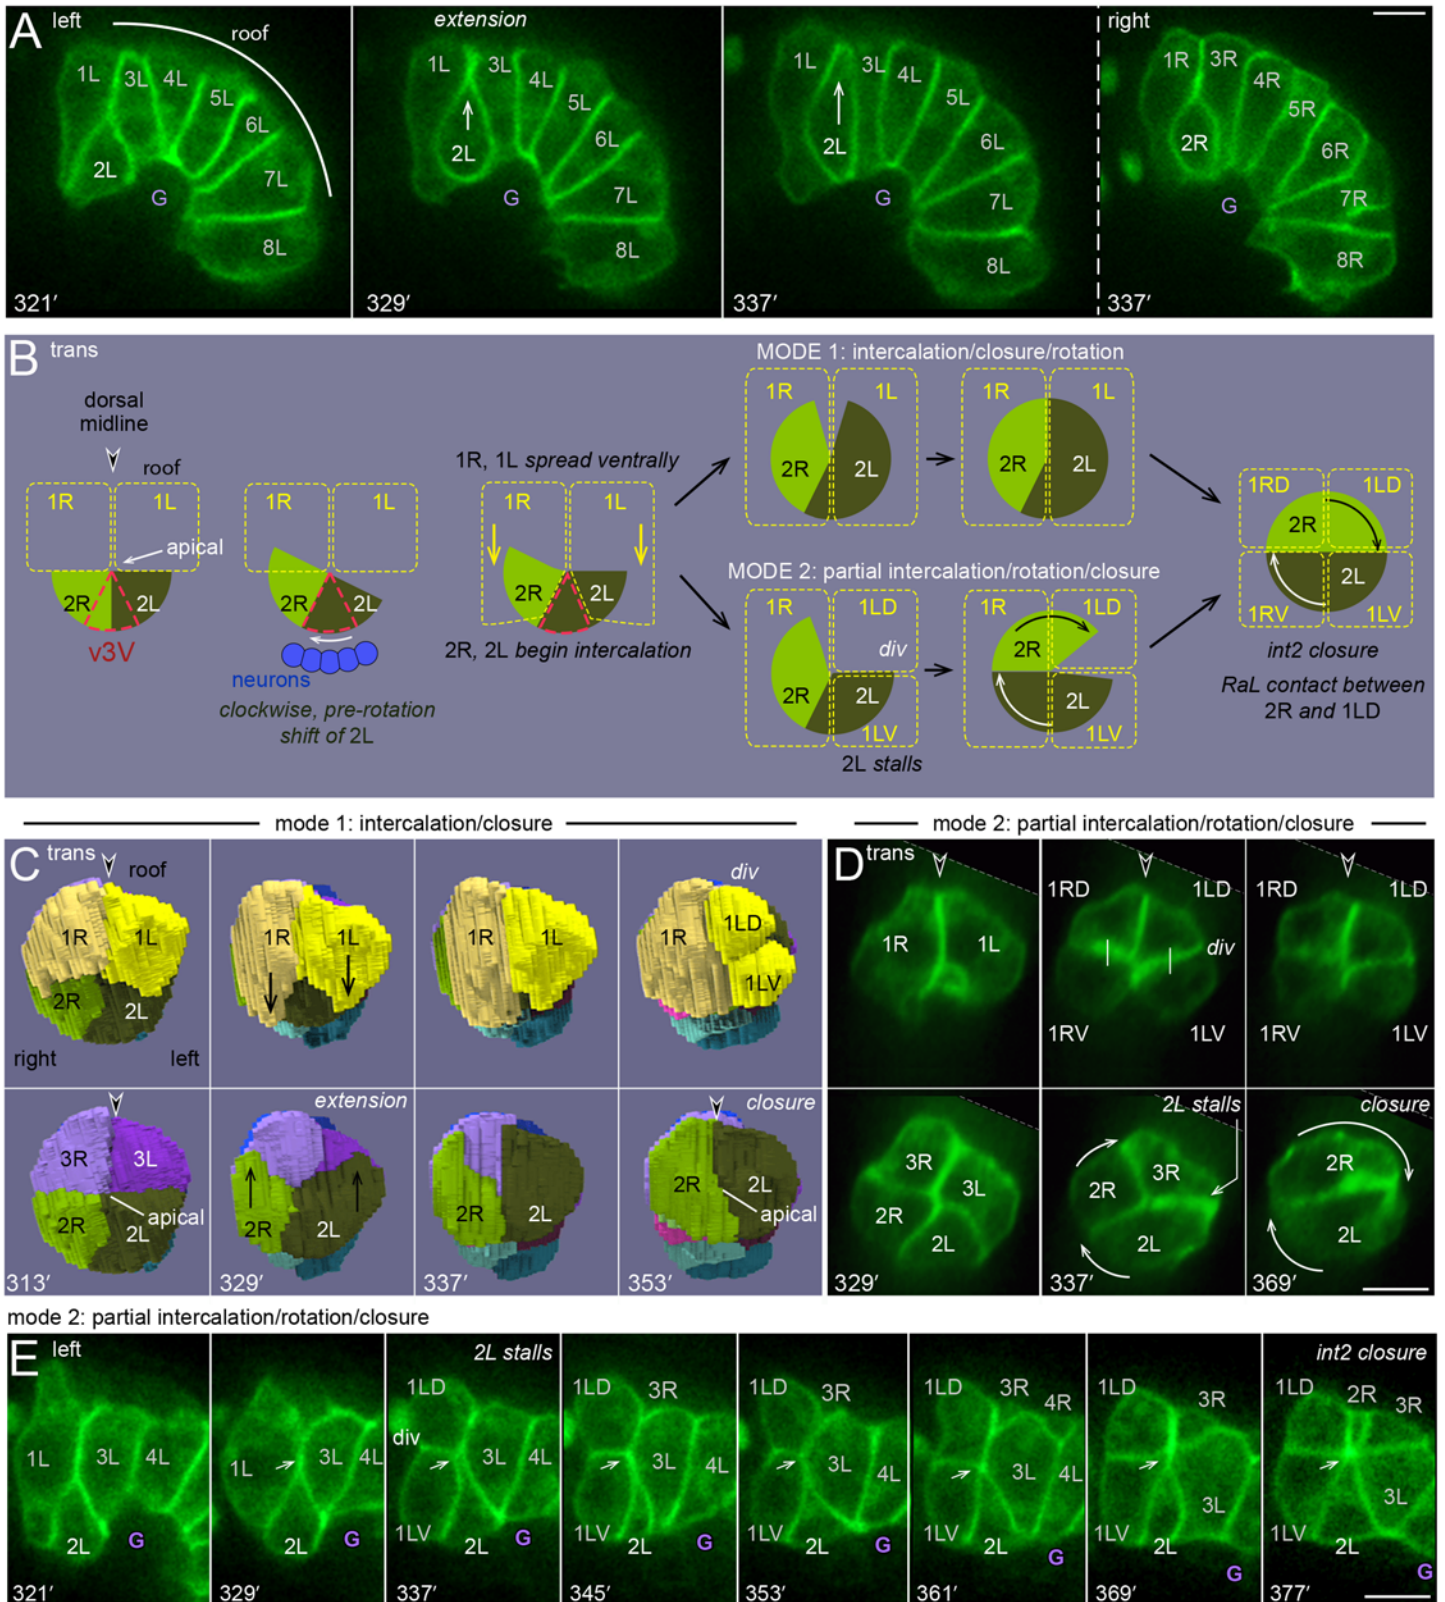 A left
roof
extension
right
1L 3L 4L 5L 6L 7L 8L 2L G
1L 3L 4L 5L 6L 7L 8L 2L G
1L 3L 4L 5L 6L 7L 8L 2L G
1R 3R 4R 5R 6R 7R 8R 2R G
321′ 329′ 337′ 337′
B trans
dorsal
midline
roof
1R 1L
apical
2R 2L
v3V
1R 1L
2R 2L
neurons
clockwise, pre-rotation
shift of 2L
1R, 1L spread ventrally
1R 1L
2R 2L
2R, 2L begin intercalation
MODE 1: intercalation/closure/rotation
1R 1L 1R 1L
2R 2L 2R 2L
MODE 2: partial intercalation/rotation/closure
1R 1LD 1R 1LD
div
2R 2L 2R 2L
1LV 1LV
2L stalls
1RD 1LD
2R
2L
1RV 1LV
int2 closure
RaL contact between
2R and 1LD
mode 1: intercalation/closure
C trans
roof
div
1R 1L 1R 1L 1R 1L 1R 1LD
1LV
2R 2L
right left
extension
closure
3R 3L
apical
2R 2L 2R 2L 2R 2L 2R 2L
apical
313′ 329′ 337′ 353′
mode 2: partial intercalation/rotation/closure
D trans
1RD 1LD 1RD 1LD
1R 1L
div
1RV 1LV 1RV 1LV
2L stalls
closure
3R 3L 2R 2L
2R 3R 2L
2R 2L
329′ 337′ 369′
mode 2: partial intercalation/rotation/closure
E left
2L stalls
int2 closure
1L 3L 4L 2L G
1L 3L 4L 2L G
1LD div 3L 1LV 2L G
1LD 3R 3L 4L 1LV 2L G
1LD 3R 3L 4L 1LV 2L G
1LD 3R 4R 3L 4L 1LV 2L G
1LD 3R 3L 1LV 2L G
1LD 2R 3R 3L 1LV 2L G
321′ 329′ 337′ 345′ 353′ 361′ 369′ 377′